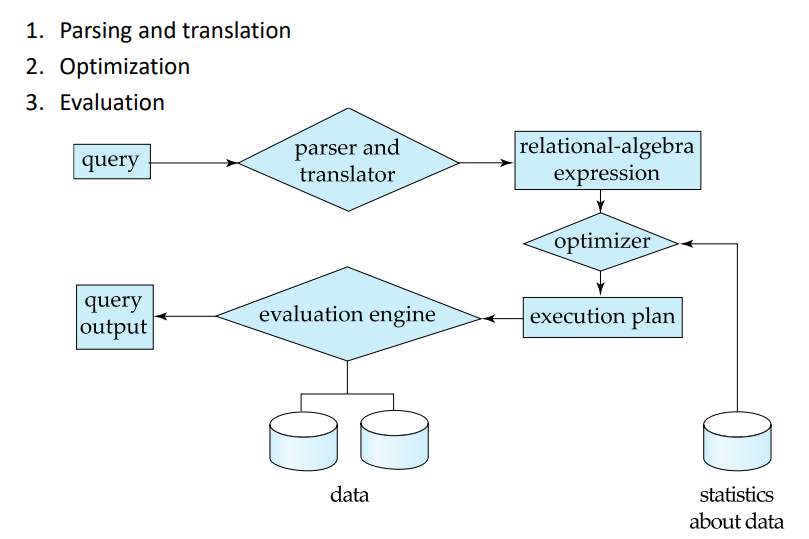 1. Parsing and translation
2. Optimization
3. Evaluation
query
parser and
translator
relational-algebra
expression
optimizer
query
output
evaluation engine
execution plan
data
statistics
about data